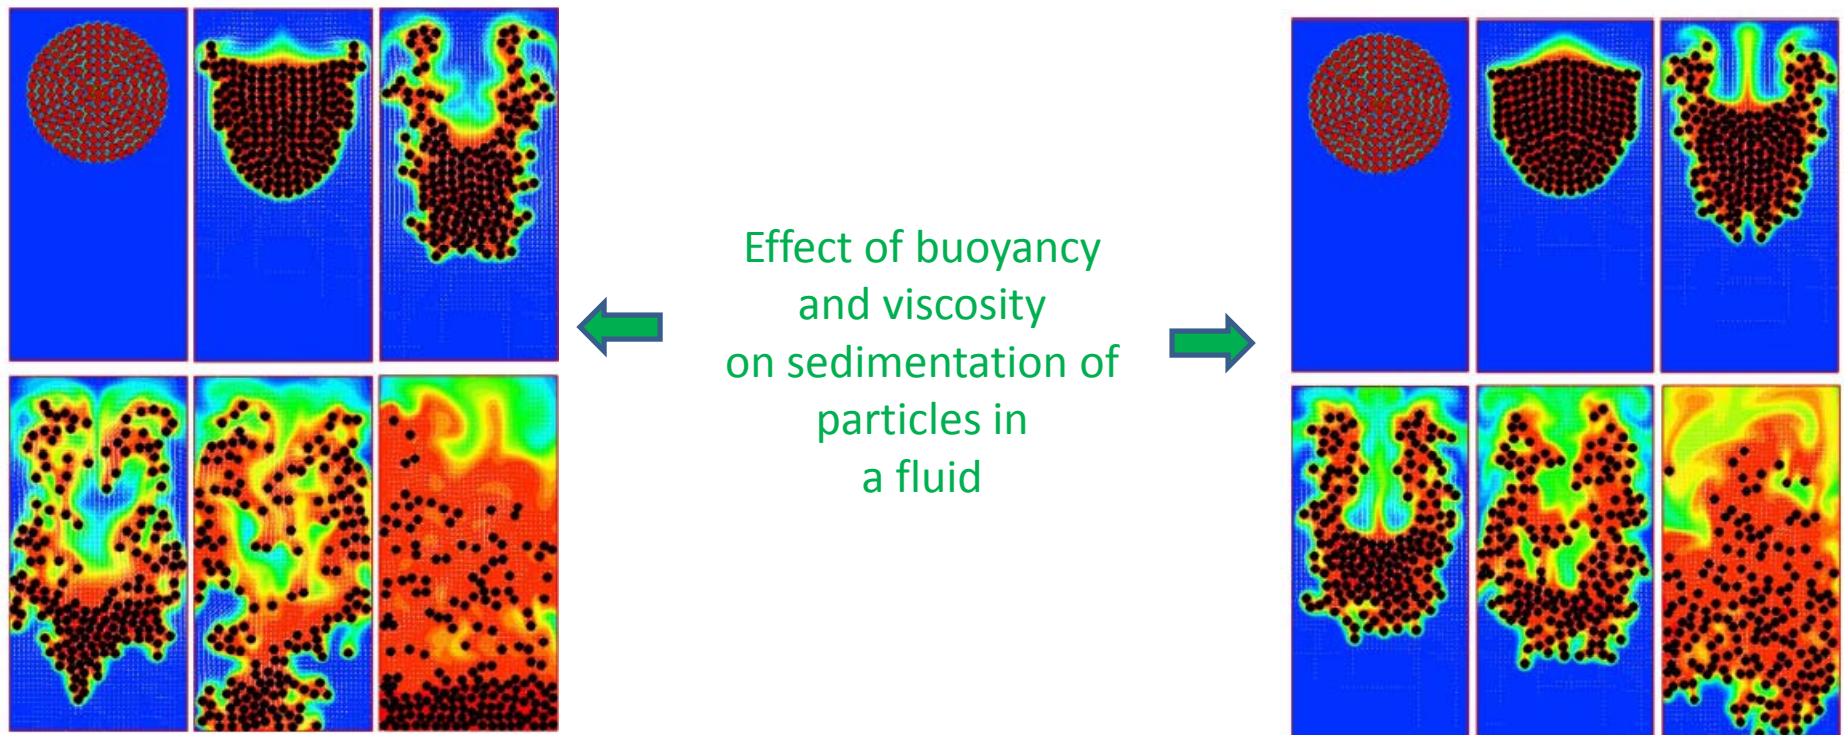 Effect of buoyancy
and viscosity
on sedimentation of
particles in
a fluid